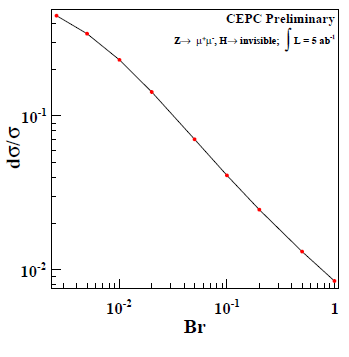 CEPC Preliminary
Z→ μ⁺μ⁻, H→ invisible; ∫ L = 5 ab⁻¹
dσ/σ
10⁻¹
10⁻²
10⁻² 10⁻¹ 1
Br